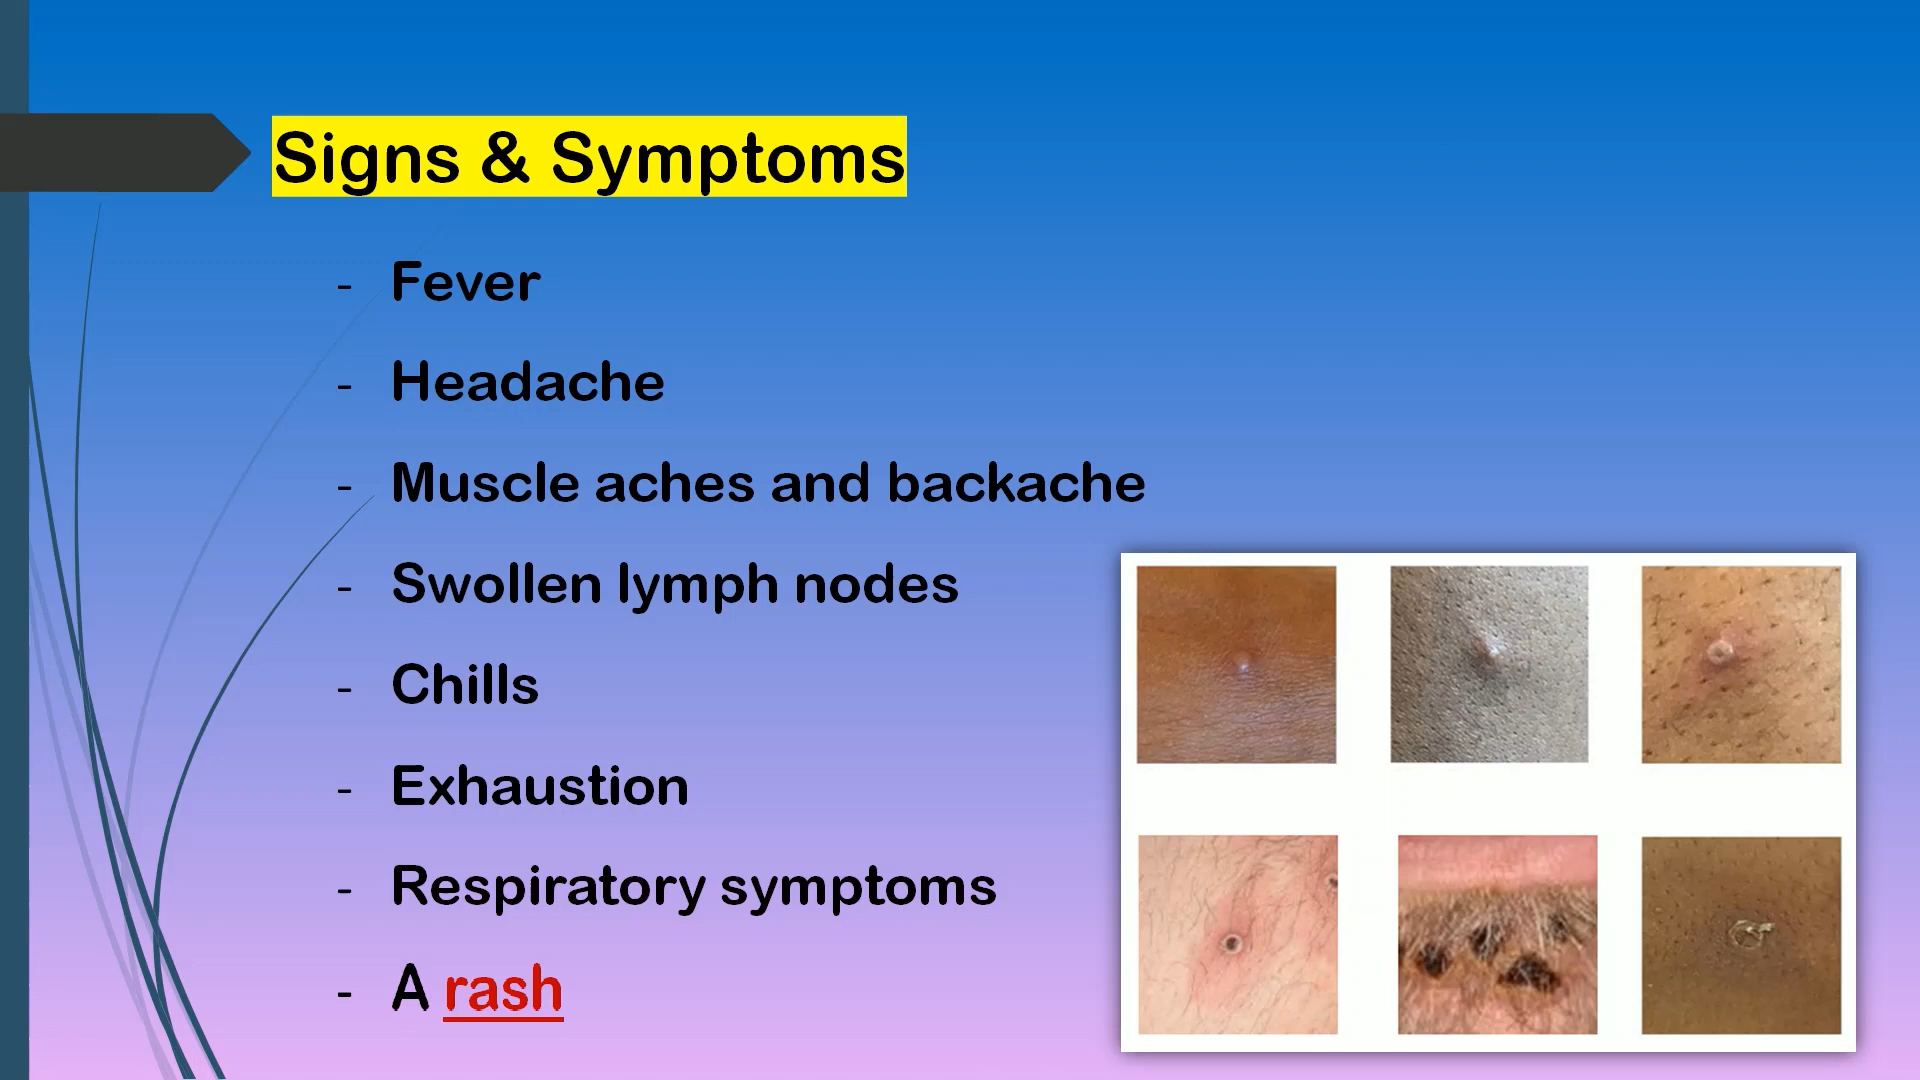 Signs & Symptoms
- Fever
- Headache
- Muscle aches and backache
- Swollen lymph nodes
- Chills
- Exhaustion
- Respiratory symptoms
- A rash